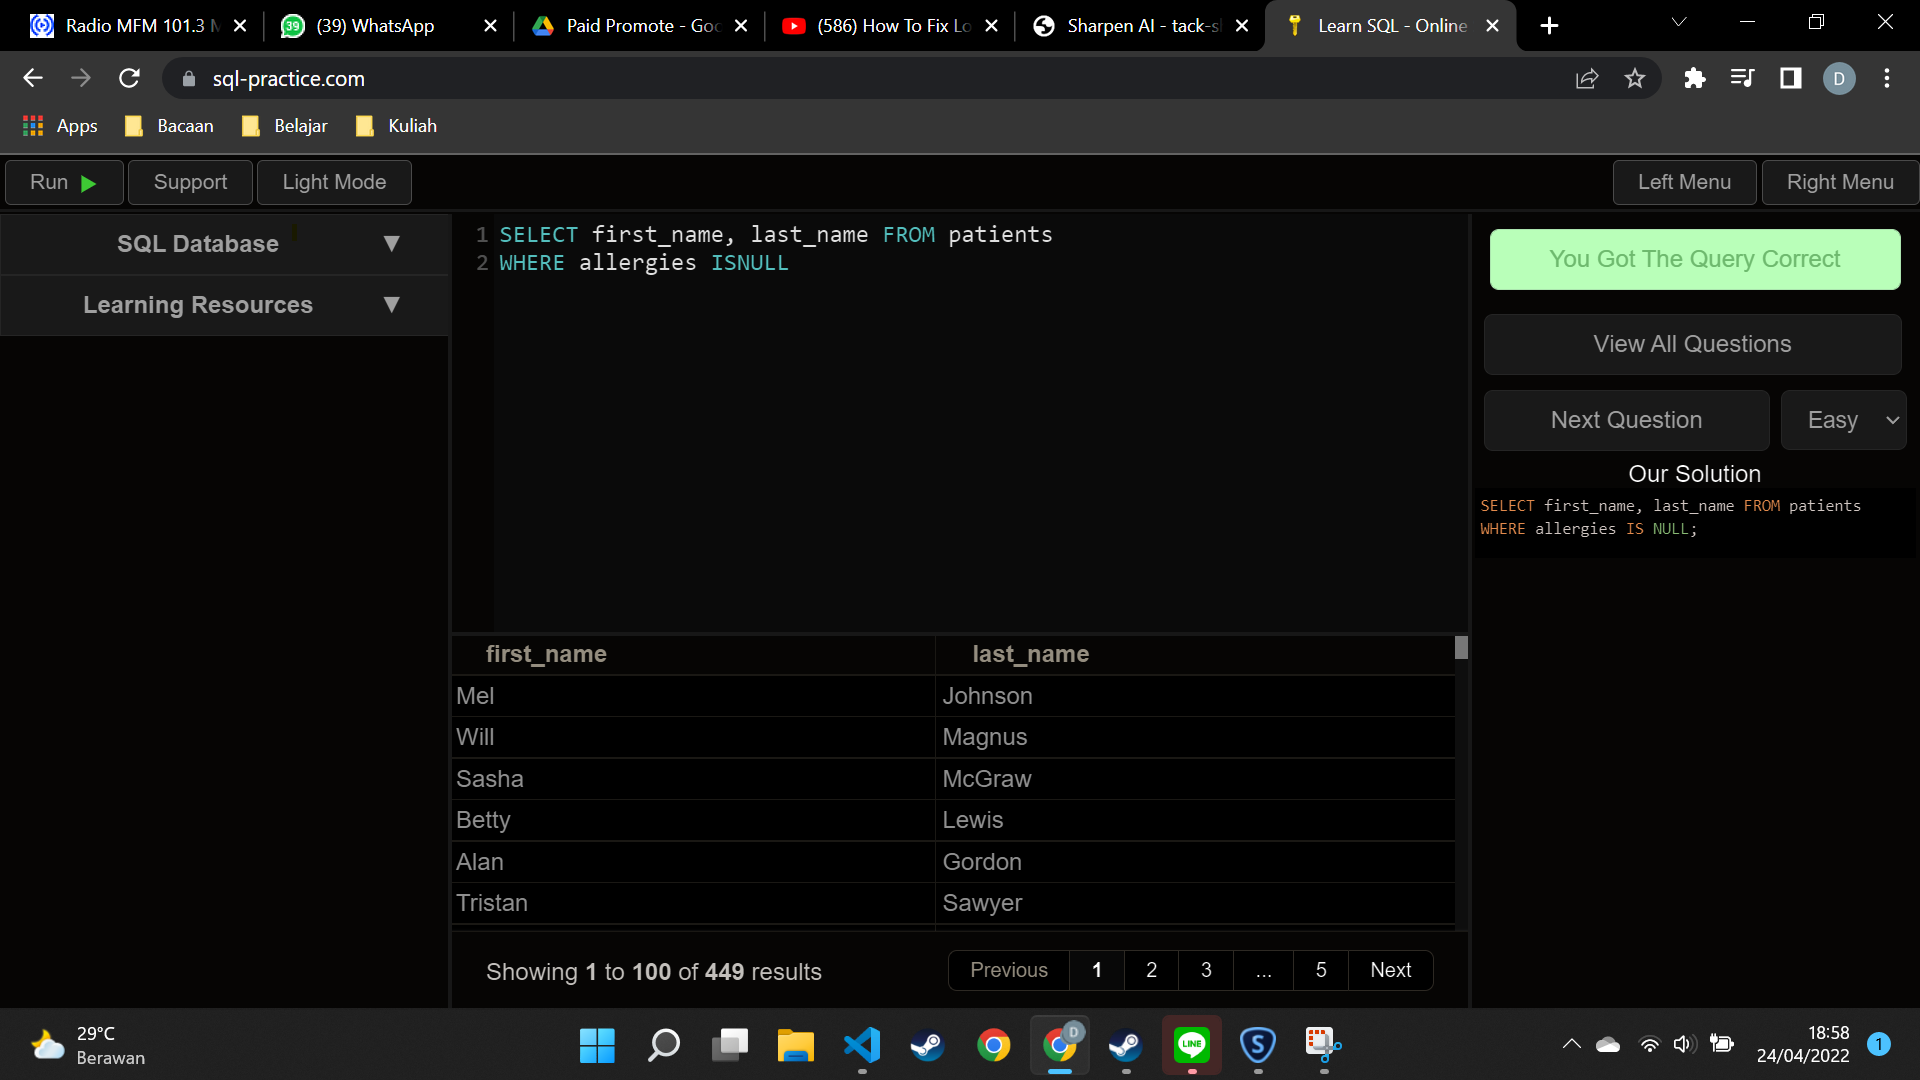 Radio MFM 101.3 M
(39) WhatsApp
Paid Promote - Goo
(586) How To Fix Lo
Sharpen AI - tack-sh
Learn SQL - Online
sql-practice.com
D
Apps
Bacaan
Belajar
Kuliah
Run
Support
Light Mode
Left Menu
Right Menu
SQL Database
Learning Resources
1 SELECT first_name, last_name FROM patients
2 WHERE allergies ISNULL
You Got The Query Correct
View All Questions
Next Question
Easy
Our Solution
SELECT first_name, last_name FROM patients
WHERE allergies IS NULL;
first_name last_name
Mel Johnson
Will Magnus
Sasha McGraw
Betty Lewis
Alan Gordon
Tristan Sawyer
Showing 1 to 100 of 449 results
Previous 1 2 3 ... 5 Next
29°C
Berawan
D
LINE
S
18:58
24/04/2022
1